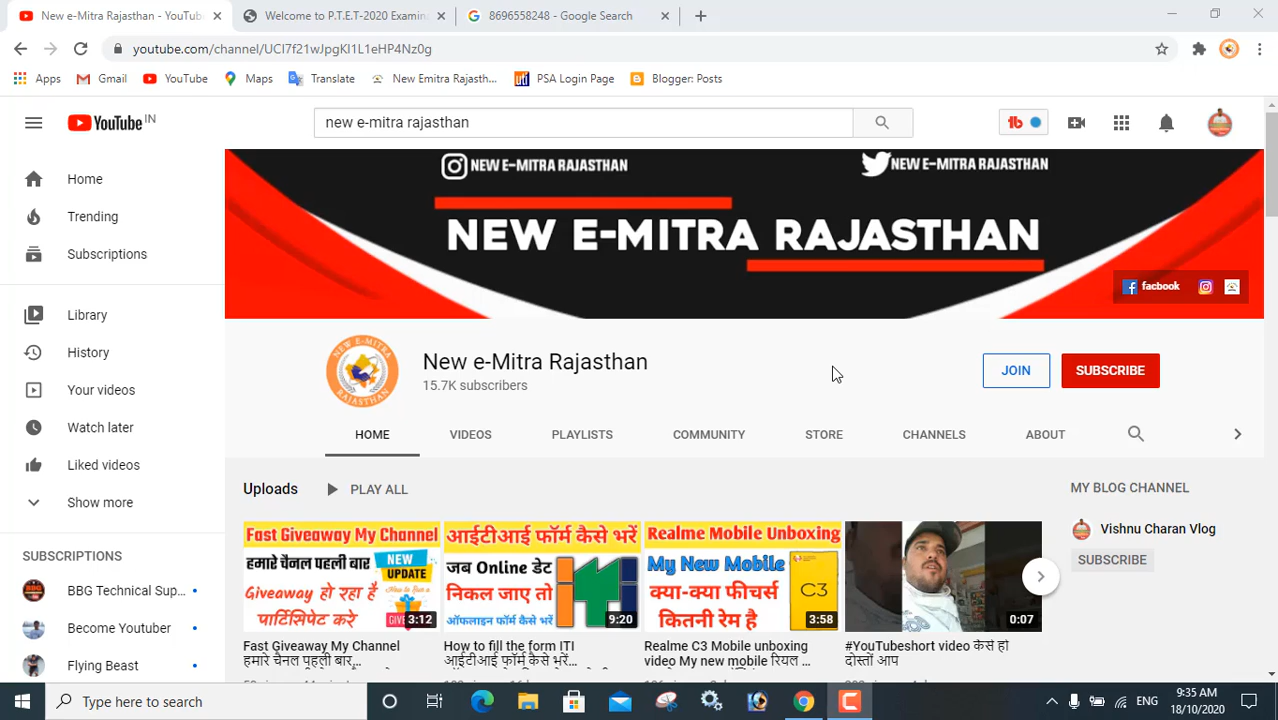 New e-Mitra Rajasthan - YouTub
Welcome to P.T.E.T-2020 Examin
8696558248 - Google Search
youtube.com/channel/UCI7f21wJpgKI1L1eHP4Nz0g
Apps
Gmail
YouTube
Maps
Translate
New Emitra Rajasth...
PSA Login Page
Blogger: Posts
YouTube IN
new e-mitra rajasthan
Home
Trending
Subscriptions
Library
History
Your videos
Watch later
Liked videos
Show more
SUBSCRIPTIONS
BBG Technical Sup...
Become Youtuber
Flying Beast
NEW E-MITRA RAJASTHAN
NEW E-MITRA RAJASTHAN
NEW E-MITRA RAJASTHAN
facbook
NEW E-MITRA
RAJASTHAN
New e-Mitra Rajasthan
15.7K subscribers
JOIN
SUBSCRIBE
HOME
VIDEOS
PLAYLISTS
COMMUNITY
STORE
CHANNELS
ABOUT
Uploads
PLAY ALL
Fast Giveaway My Channel
हमारे चैनल पहली बार
NEW
UPDATE
Giveaway हो रहा है
पार्टिसिपेट करे
3:12
Fast Giveaway My Channel
हमारे चैनल पहली बार...
आईटीआई फॉर्म कैसे भरें
जब Online डेट
निकल जाए तो
ऑफलाइन फॉर्म कैसे भरें
9:20
How to fill the form ITI
आईटीआई फॉर्म कैसे भरें...
Realme Mobile Unboxing
My New Mobile
क्या-क्या फीचर्स
कितनी रेम है
C3
3:58
Realme C3 Mobile unboxing
video My new mobile रियल ...
0:07
#YouTubeshort video कैसे हो
दोस्तों आप
MY BLOG CHANNEL
Vishnu Charan Vlog
SUBSCRIBE
Type here to search
ENG
9:35 AM
18/10/2020